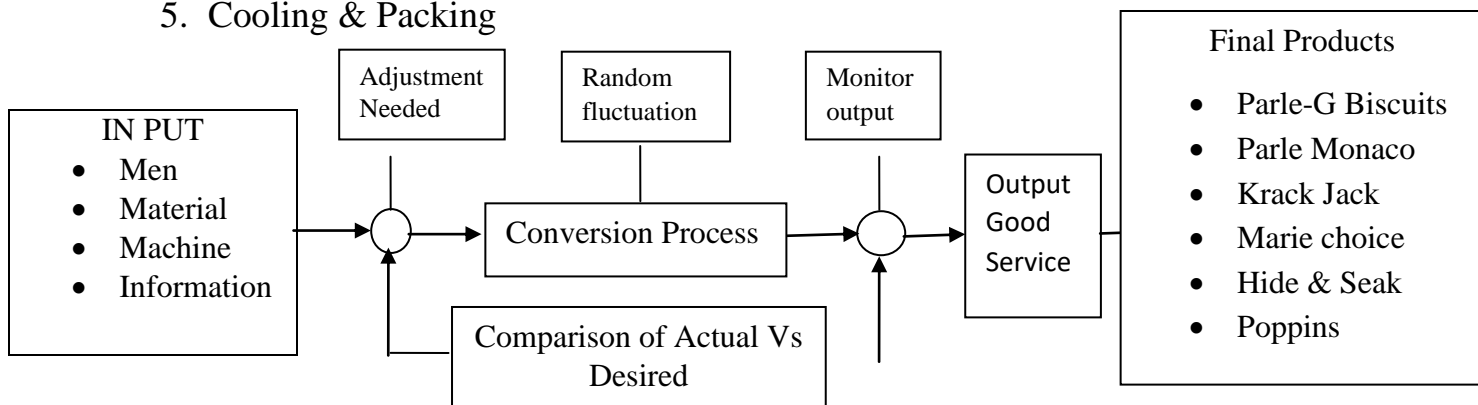 5. Cooling & Packing
Adjustment
Needed
Random
fluctuation
Monitor
output
IN PUT
• Men
• Material
• Machine
• Information
Conversion Process
Comparison of Actual Vs
Desired
Output
Good
Service
Final Products
• Parle-G Biscuits
• Parle Monaco
• Krack Jack
• Marie choice
• Hide & Seak
• Poppins